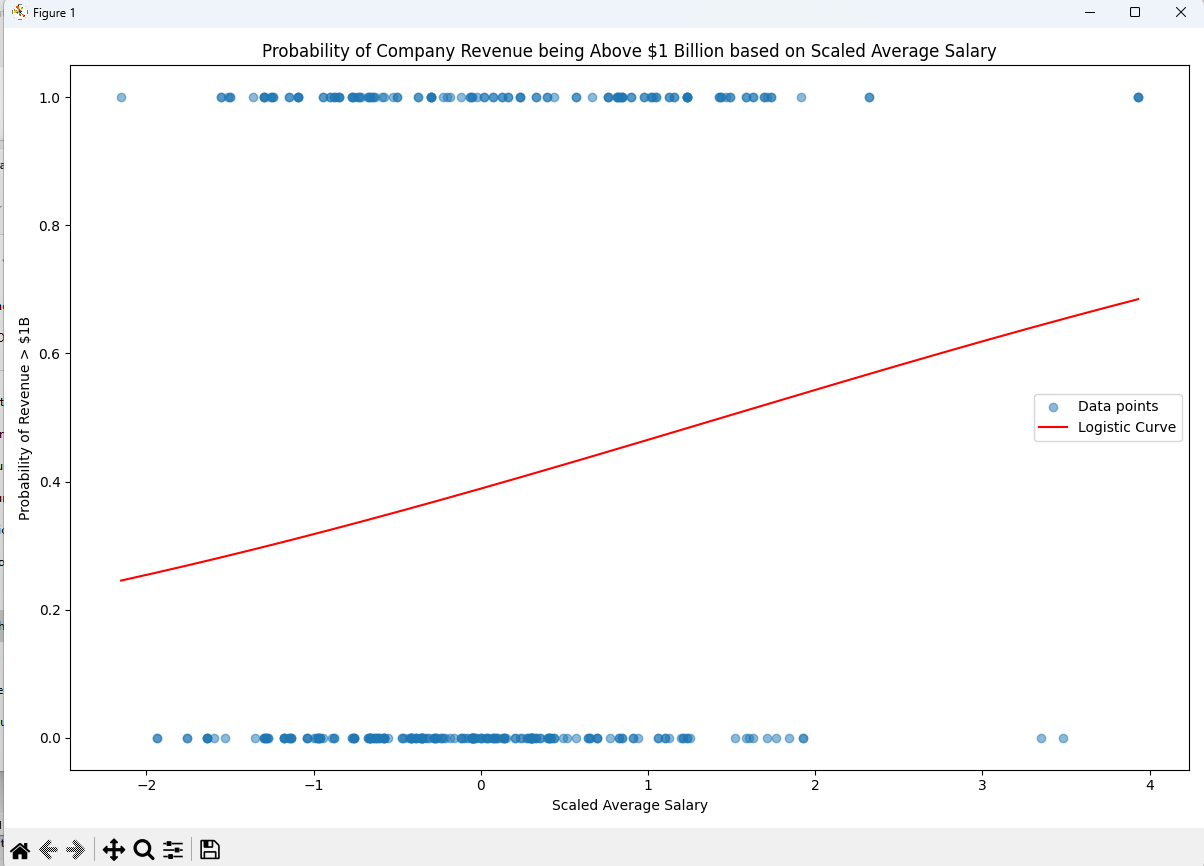 Figure 1
Probability of Company Revenue being Above $1 Billion based on Scaled Average Salary
Probability of Revenue > $1B
1.0
0.8
0.6
0.4
0.2
0.0
Data points
Logistic Curve
−2
−1
0
1
2
3
4
Scaled Average Salary